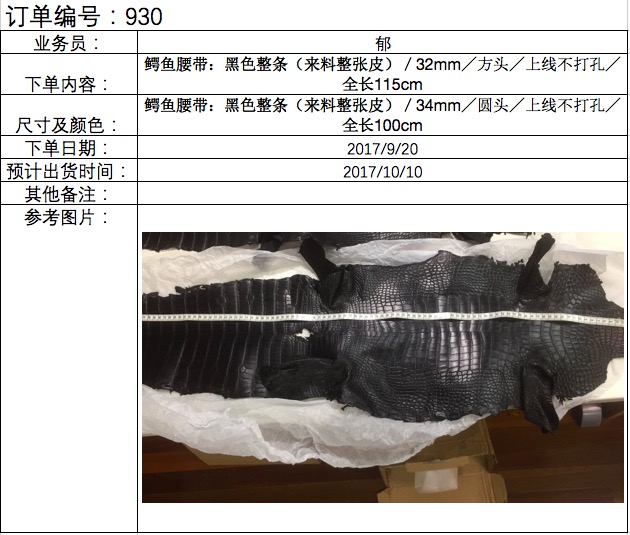 订单编号：930
业务员：
郁
下单内容：
鳄鱼腰带：黑色整条（来料整张皮）/ 32mm／方头／上线不打孔／
全长115cm
尺寸及颜色：
鳄鱼腰带：黑色整条（来料整张皮）/ 34mm／圆头／上线不打孔／
全长100cm
下单日期：
2017/9/20
预计出货时间：
2017/10/10
其他备注：
参考图片：